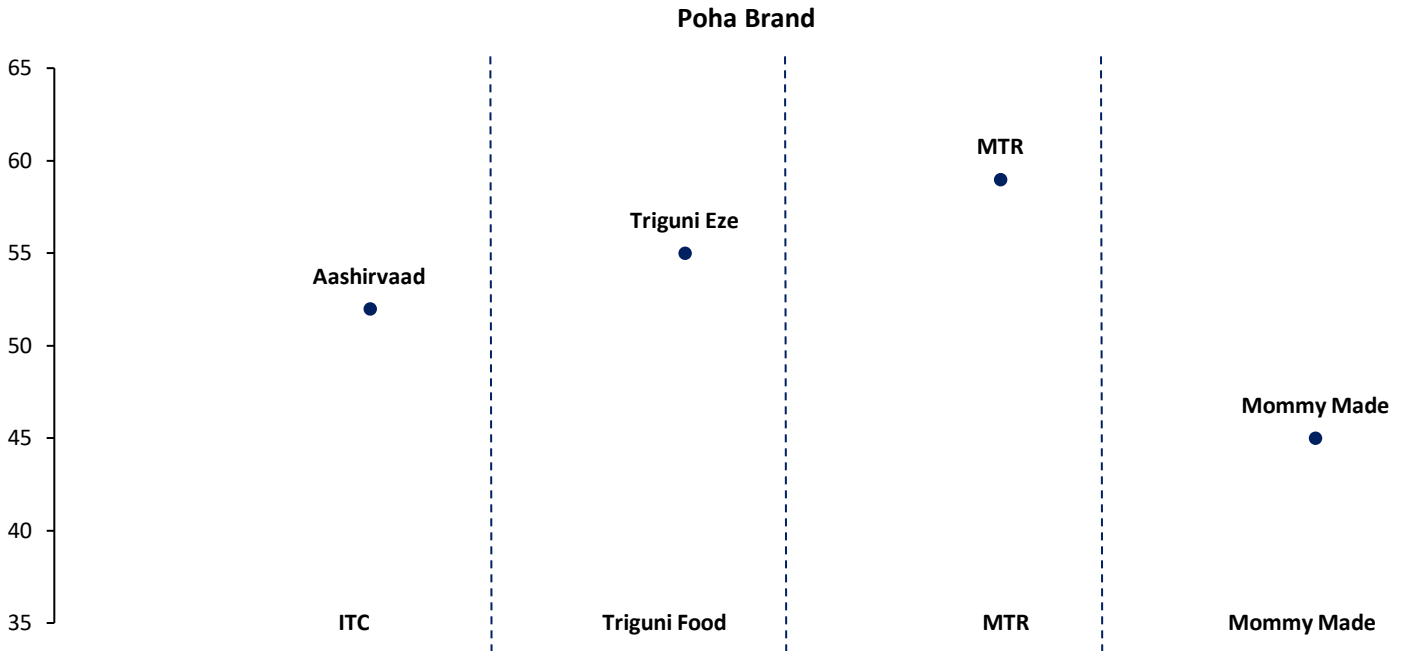 Poha Brand
65
60
55
50
45
40
35
Aashirvaad
Triguni Eze
MTR
Mommy Made
ITC
Triguni Food
MTR
Mommy Made